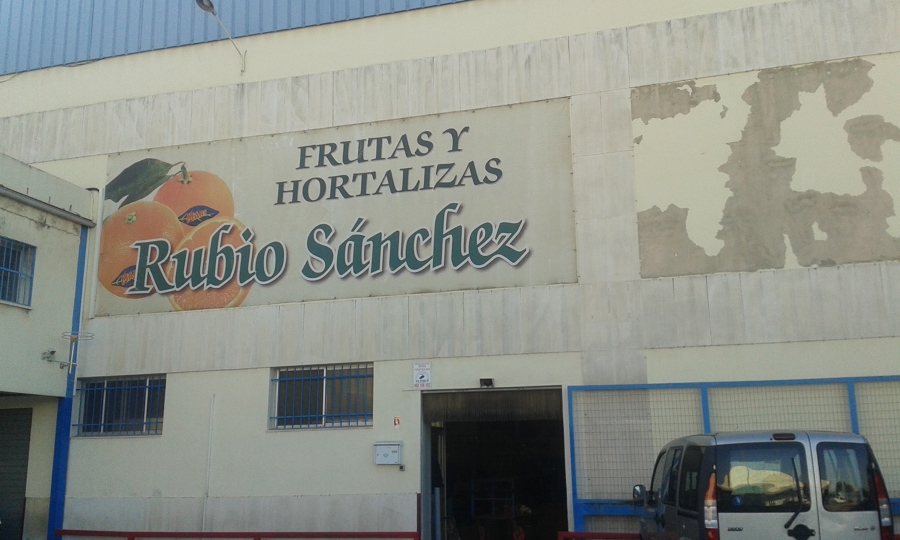 FRUTAS Y
HORTALIZAS
Rubio Sánchez